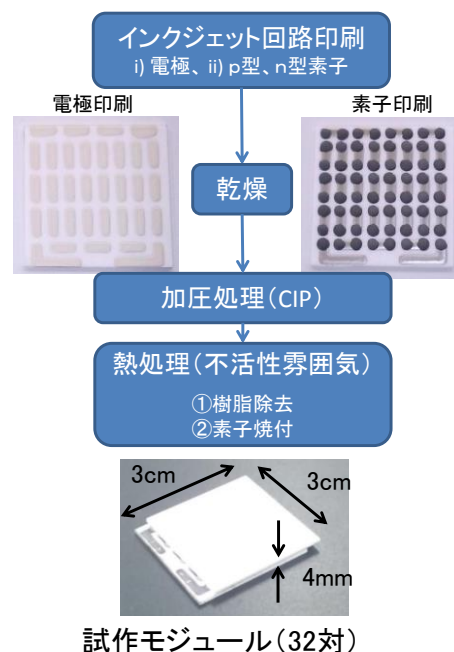 インクジェット回路印刷
i) 電極、 ii) p型、n型素子
電極印刷
素子印刷
乾燥
加圧処理(CIP)
熱処理(不活性雰囲気)
①樹脂除去
②素子焼付
3cm
3cm
4mm
試作モジュール(32対)